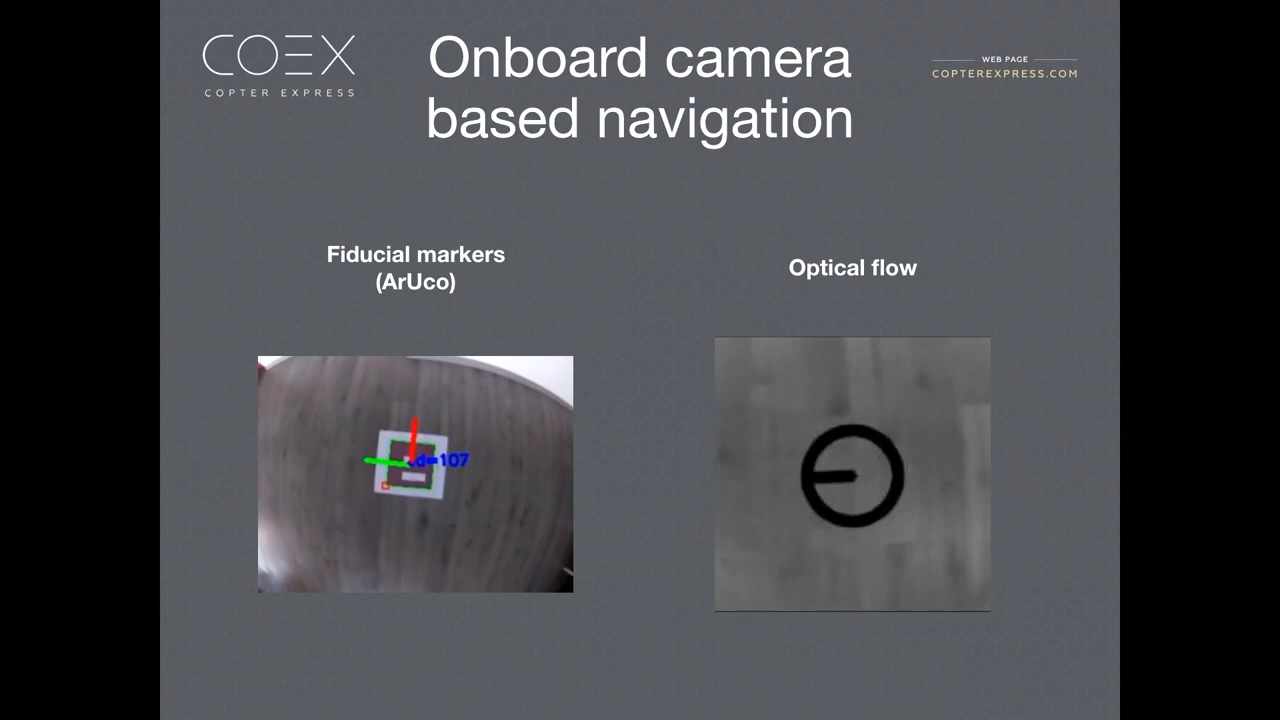 COEX
COPTER EXPRESS
Onboard camera
based navigation
WEB PAGE
COPTEREXPRESS.COM
Fiducial markers
(ArUco)
Optical flow
id=107